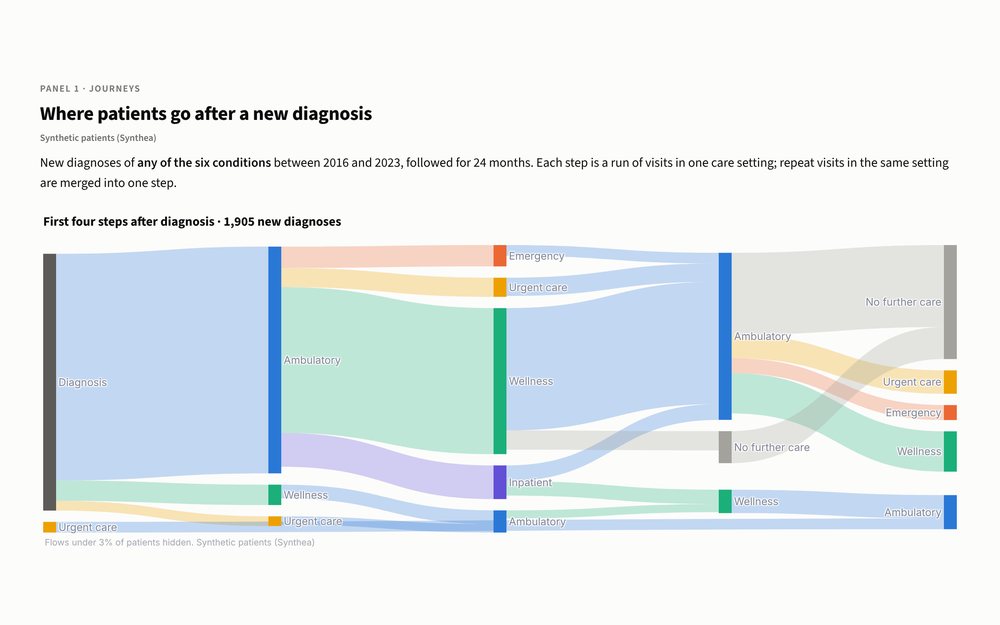 PANEL 1 · JOURNEYS
Where patients go after a new diagnosis
Synthetic patients (Synthea)
New diagnoses of any of the six conditions between 2016 and 2023, followed for 24 months. Each step is a run of visits in one care setting; repeat visits in the same setting
are merged into one step.
First four steps after diagnosis · 1,905 new diagnoses
Emergency
Urgent care
No further care
Ambulatory
Ambulatory
Diagnosis
Wellness
Urgent care
Emergency
No further care
Wellness
Inpatient
Wellness
Wellness
Ambulatory
Urgent care
Ambulatory
Urgent care
Flows under 3% of patients hidden. Synthetic patients (Synthea)